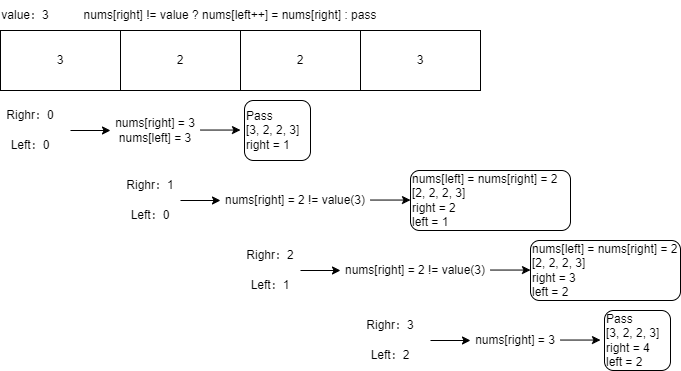 value: 3 nums[right] != value ? nums[left++] = nums[right] : pass
3 2 2 3
Righr: 0
Left: 0
nums[right] = 3
nums[left] = 3
Pass
[3, 2, 2, 3]
right = 1
Righr: 1
Left: 0
nums[right] = 2 != value(3)
nums[left] = nums[right] = 2
[2, 2, 2, 3]
right = 2
left = 1
Righr: 2
Left: 1
nums[right] = 2 != value(3)
nums[left] = nums[right] = 2
[2, 2, 2, 3]
right = 3
left = 2
Righr: 3
Left: 2
nums[right] = 3
Pass
[3, 2, 2, 3]
right = 4
left = 2